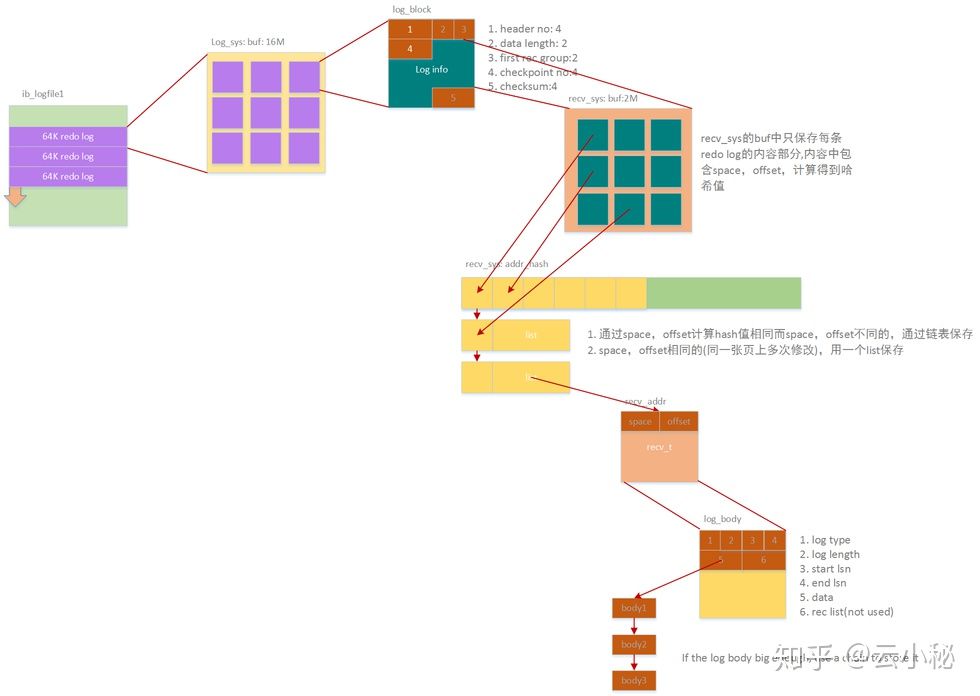 log_block
Log_sys: buf: 16M
1
2
3
4
Log info
5
1. header no: 4
2. data length: 2
3. first rec group:2
4. checkpoint no:4
5. checksum:4
ib_logfile1
64K redo log
64K redo log
64K redo log
recv_sys: buf:2M
recv_sys的buf中只保存每条
redo log的内容部分,内容中包
含space，offset，计算得到哈
希值
recv_sys: addr_hash
list
1. 通过space，offset计算hash值相同而space，offset不同的，通过链表保存
2. space，offset相同的(同一张页上多次修改)，用一个list保存
recv_addr
space
offset
recv_t
log_body
1
2
3
4
5
6
1. log type
2. log length
3. start lsn
4. end lsn
5. data
6. rec list(not used)
body1
body2
body3
If the log body big enough, use a chain to store it
知乎 @云小秘